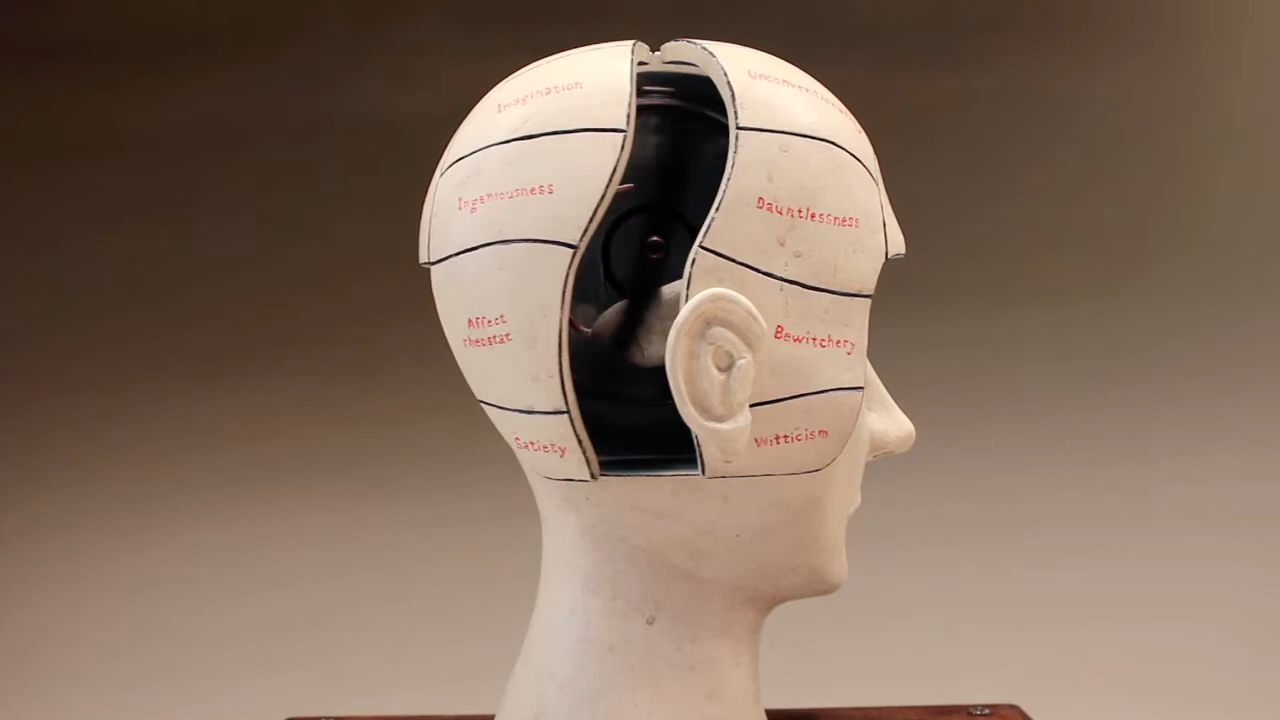 Imagination
Ingeniousness
Affect
rheostat
Satiety
Dauntlessness
Bewitchery
Witticism